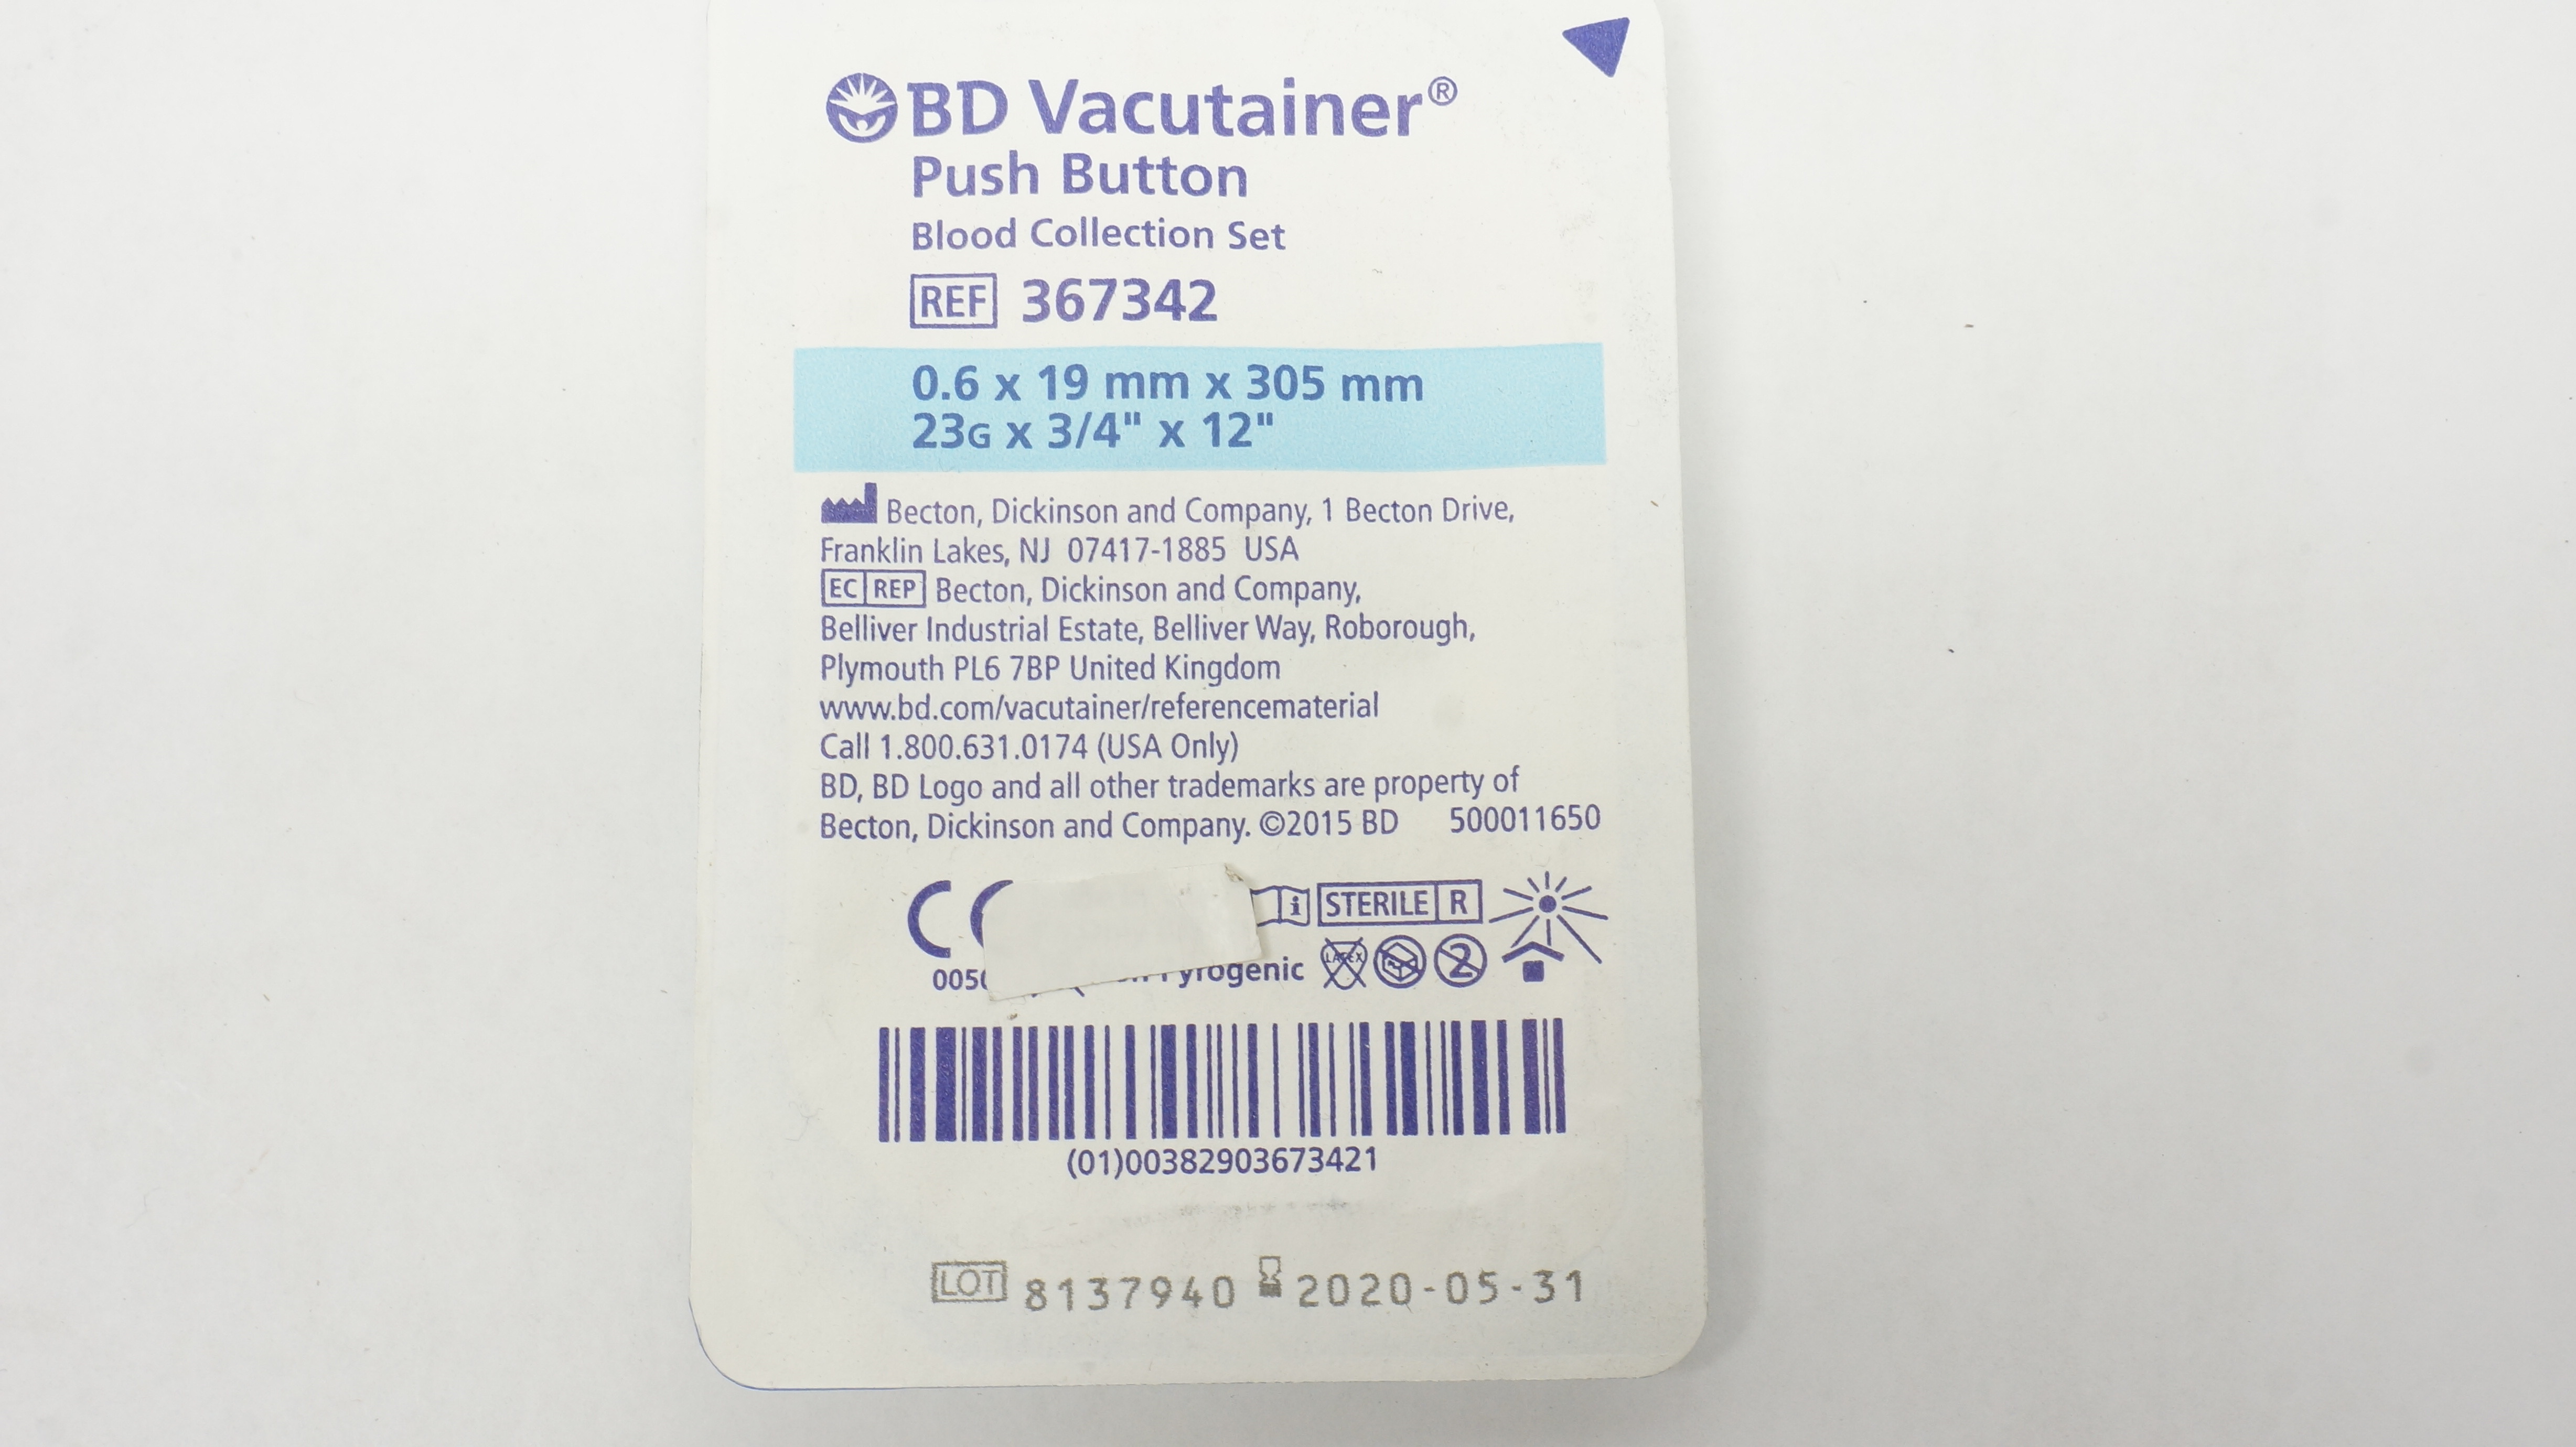 BD Vacutainer®
Push Button
Blood Collection Set
REF 367342
0.6 x 19 mm x 305 mm
23G x 3/4" x 12"
Becton, Dickinson and Company, 1 Becton Drive,
Franklin Lakes, NJ 07417-1885 USA
EC REP Becton, Dickinson and Company,
Belliver Industrial Estate, Belliver Way, Roborough,
Plymouth PL6 7BP United Kingdom
www.bd.com/vacutainer/referencematerial
Call 1.800.631.0174 (USA Only)
BD, BD Logo and all other trademarks are property of
Becton, Dickinson and Company. ©2015 BD 500011650
i STERILE R
LATEX 2
(01)00382903673421
LOT 8137940 2020-05-31